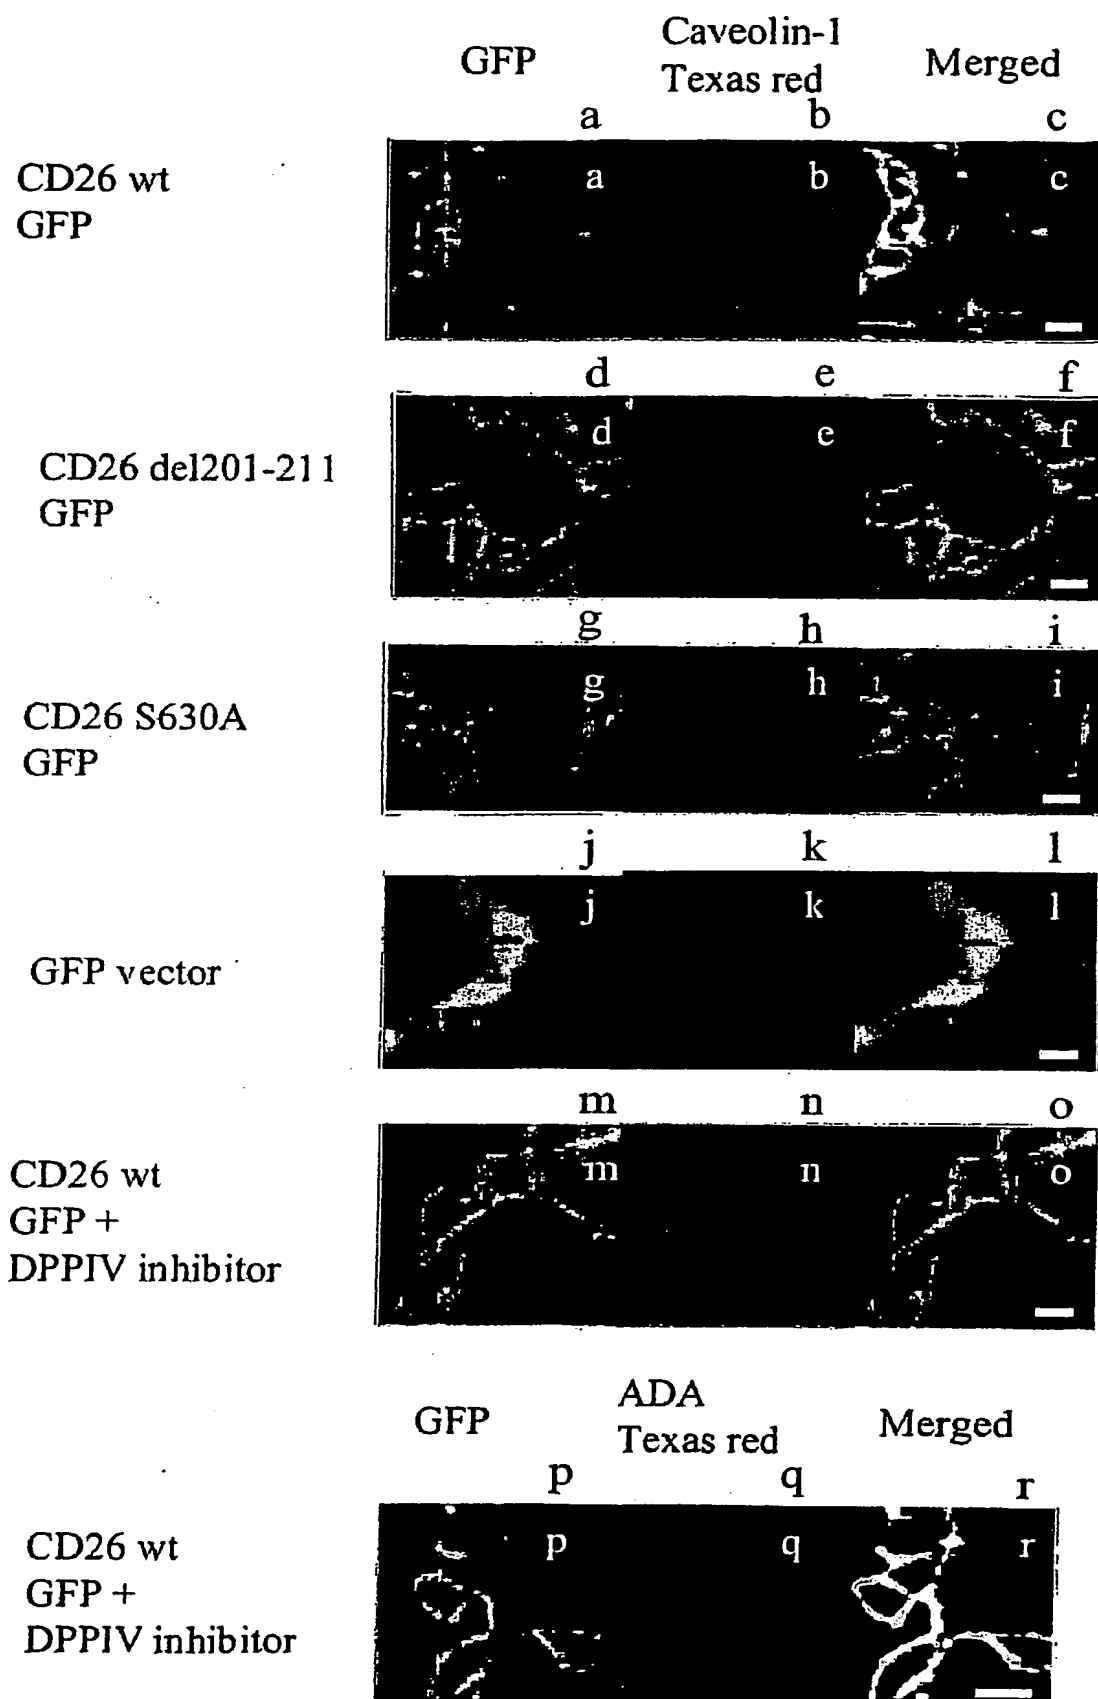 GFP
Caveolin-1
Texas red
Merged
a b c
CD26 wt
GFP
a b c
d e f
CD26 del201-211
GFP
d e f
g h i
CD26 S630A
GFP
g h i
j k l
GFP vector
j k l
m n o
CD26 wt
GFP +
DPPIV inhibitor
m n o
GFP
ADA
Texas red
Merged
p q r
CD26 wt
GFP +
DPPIV inhibitor
p q r